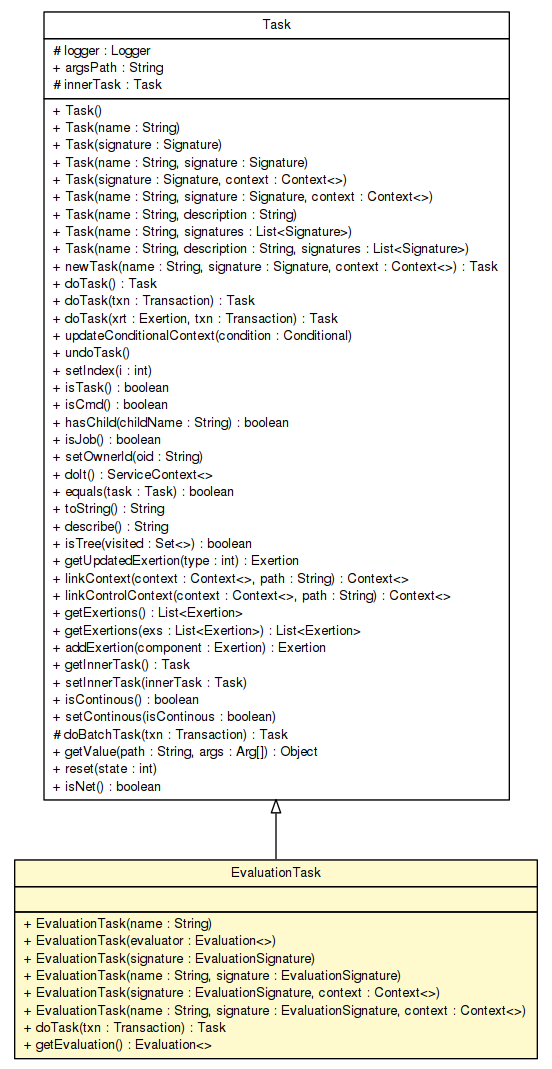 Task
# logger : Logger
+ argsPath : String
# innerTask : Task
+ Task()
+ Task(name : String)
+ Task(signature : Signature)
+ Task(name : String, signature : Signature)
+ Task(signature : Signature, context : Context<>)
+ Task(name : String, signature : Signature, context : Context<>)
+ Task(name : String, description : String)
+ Task(name : String, signatures : List<Signature>)
+ Task(name : String, description : String, signatures : List<Signature>)
+ newTask(name : String, signature : Signature, context : Context<>) : Task
+ doTask() : Task
+ doTask(txn : Transaction) : Task
+ doTask(xrt : Exertion, txn : Transaction) : Task
+ updateConditionalContext(condition : Conditional)
+ undoTask()
+ setIndex(i : int)
+ isTask() : boolean
+ isCmd() : boolean
+ hasChild(childName : String) : boolean
+ isJob() : boolean
+ setOwnerId(oid : String)
+ doIt() : ServiceContext<>
+ equals(task : Task) : boolean
+ toString() : String
+ describe() : String
+ isTree(visited : Set<>) : boolean
+ getUpdatedExertion(type : int) : Exertion
+ linkContext(context : Context<>, path : String) : Context<>
+ linkControlContext(context : Context<>, path : String) : Context<>
+ getExertions() : List<Exertion>
+ getExertions(exs : List<Exertion>) : List<Exertion>
+ addExertion(component : Exertion) : Exertion
+ getInnerTask() : Task
+ setInnerTask(innerTask : Task)
+ isContinous() : boolean
+ setContinous(isContinous : boolean)
# doBatchTask(txn : Transaction) : Task
+ getValue(path : String, args : Arg[]) : Object
+ reset(state : int)
+ isNet() : boolean
EvaluationTask
+ EvaluationTask(name : String)
+ EvaluationTask(evaluator : Evaluation<>)
+ EvaluationTask(signature : EvaluationSignature)
+ EvaluationTask(name : String, signature : EvaluationSignature)
+ EvaluationTask(signature : EvaluationSignature, context : Context<>)
+ EvaluationTask(name : String, signature : EvaluationSignature, context : Context<>)
+ doTask(txn : Transaction) : Task
+ getEvaluation() : Evaluation<>